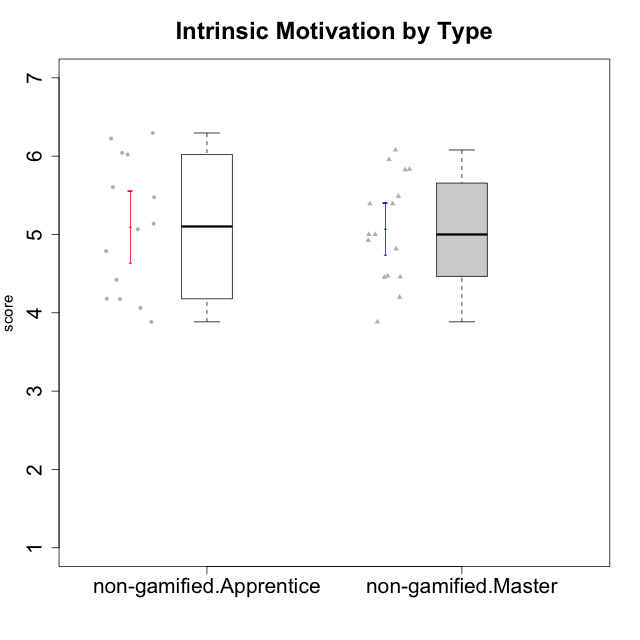 Intrinsic Motivation by Type
7
6
5
4
3
2
1
score
non-gamified.Apprentice
non-gamified.Master